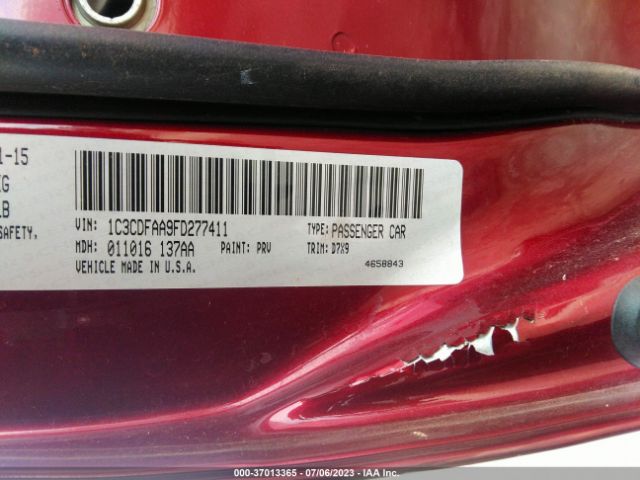 1-15
KG
LB
SAFETY,
VIN: 1C3CDFAA9FD277411 TYPE: PASSENGER CAR
MDH: 011016 137AA PAINT: PRV TRIM: D7X9
VEHICLE MADE IN U.S.A. 4658843
000-37013365 - 07/06/2023 - IAA Inc.